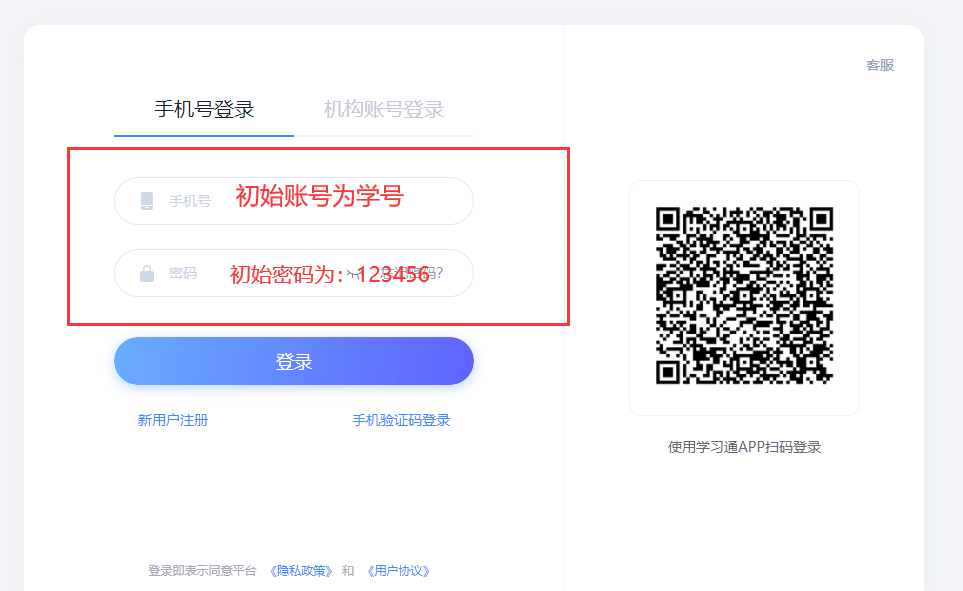 客服
手机号登录 机构账号登录
手机号 初始账号为学号
密码 初始密码为：123456
登录
新用户注册 手机验证码登录
使用学习通APP扫码登录
登录即表示同意平台 《隐私政策》 和 《用户协议》